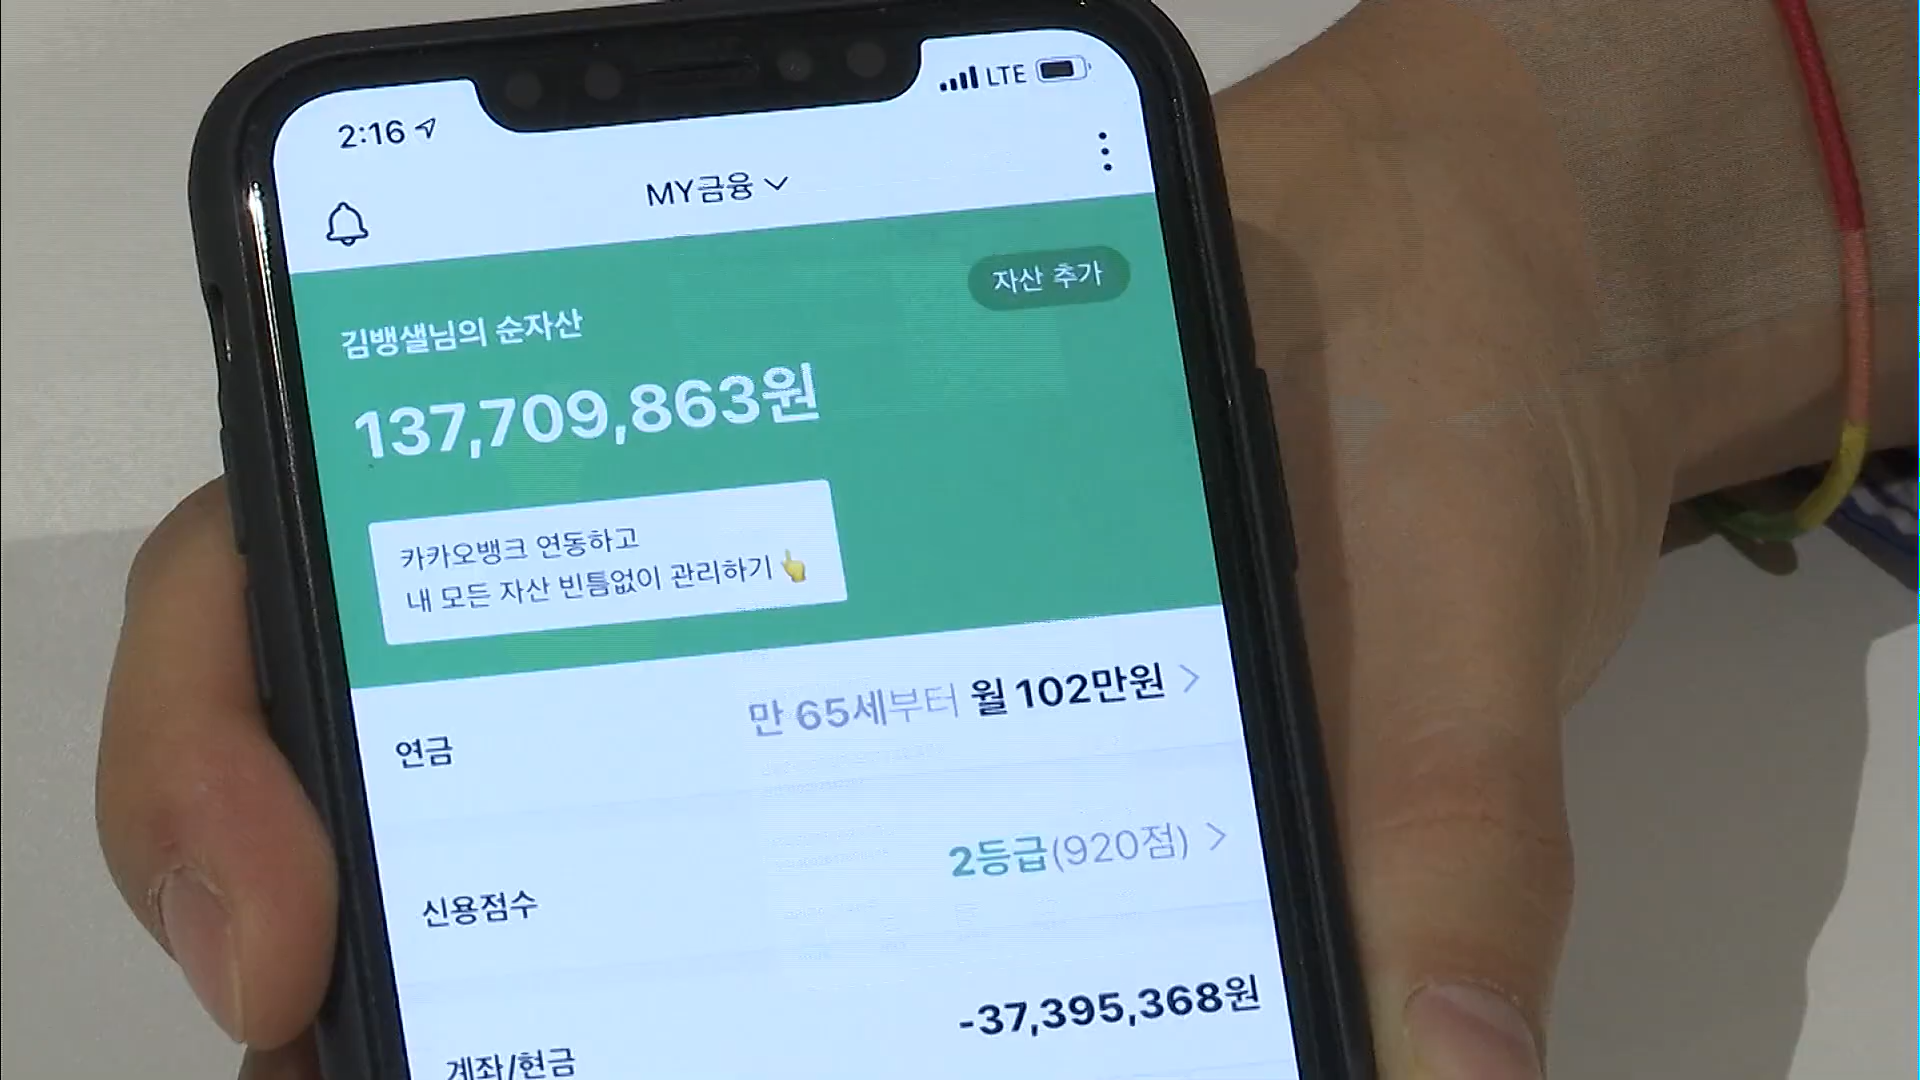 2:16
LTE
MY금융
자산 추가
김뱅샐님의 순자산
137,709,863원
카카오뱅크 연동하고
내 모든 자산 빈틈없이 관리하기
연금
만 65세부터 월 102만원
신용점수
2등급(920점)
계좌/현금
-37,395,368원